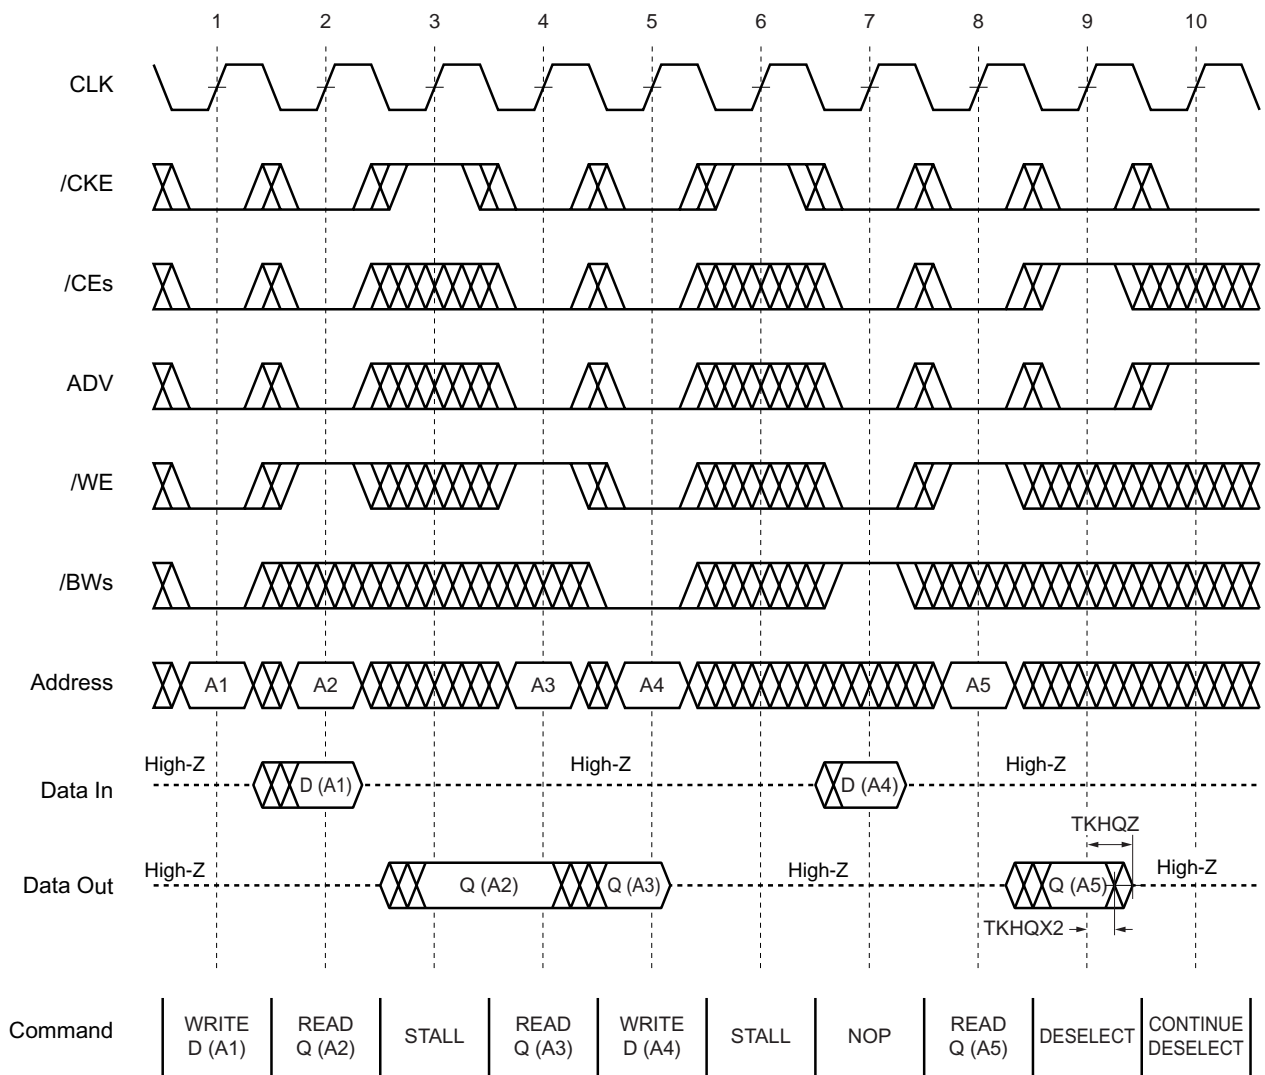 1 2 3 4 5 6 7 8 9 10
CLK
/CKE
/CEs
ADV
/WE
/BWs
Address A1 A2 A3 A4 A5
High-Z High-Z High-Z
Data In D (A1) D (A4)
TKHQZ
High-Z High-Z High-Z
Data Out Q (A2) Q (A3) Q (A5)
TKHQX2
Command
WRITE
D (A1)
READ
Q (A2)
STALL
READ
Q (A3)
WRITE
D (A4)
STALL
NOP
READ
Q (A5)
DESELECT
CONTINUE
DESELECT